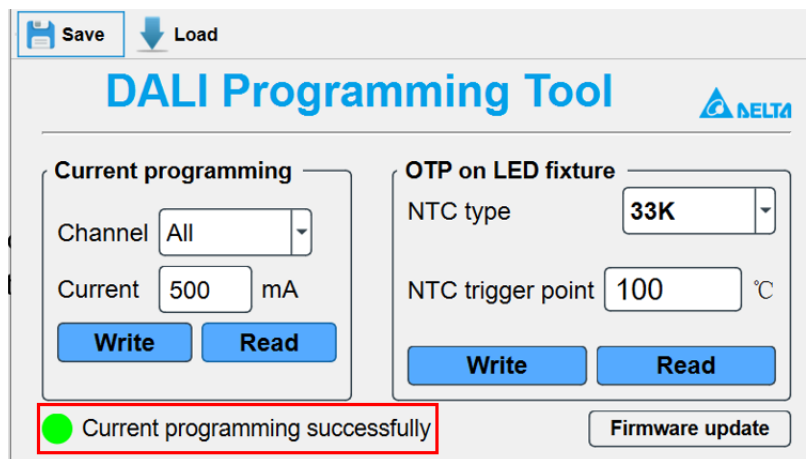 Save Load
DALI Programming Tool
DELTA
Current programming
Channel All
Current 500 mA
Write Read
OTP on LED fixture
NTC type 33K
NTC trigger point 100 ℃
Write Read
Current programming successfully
Firmware update